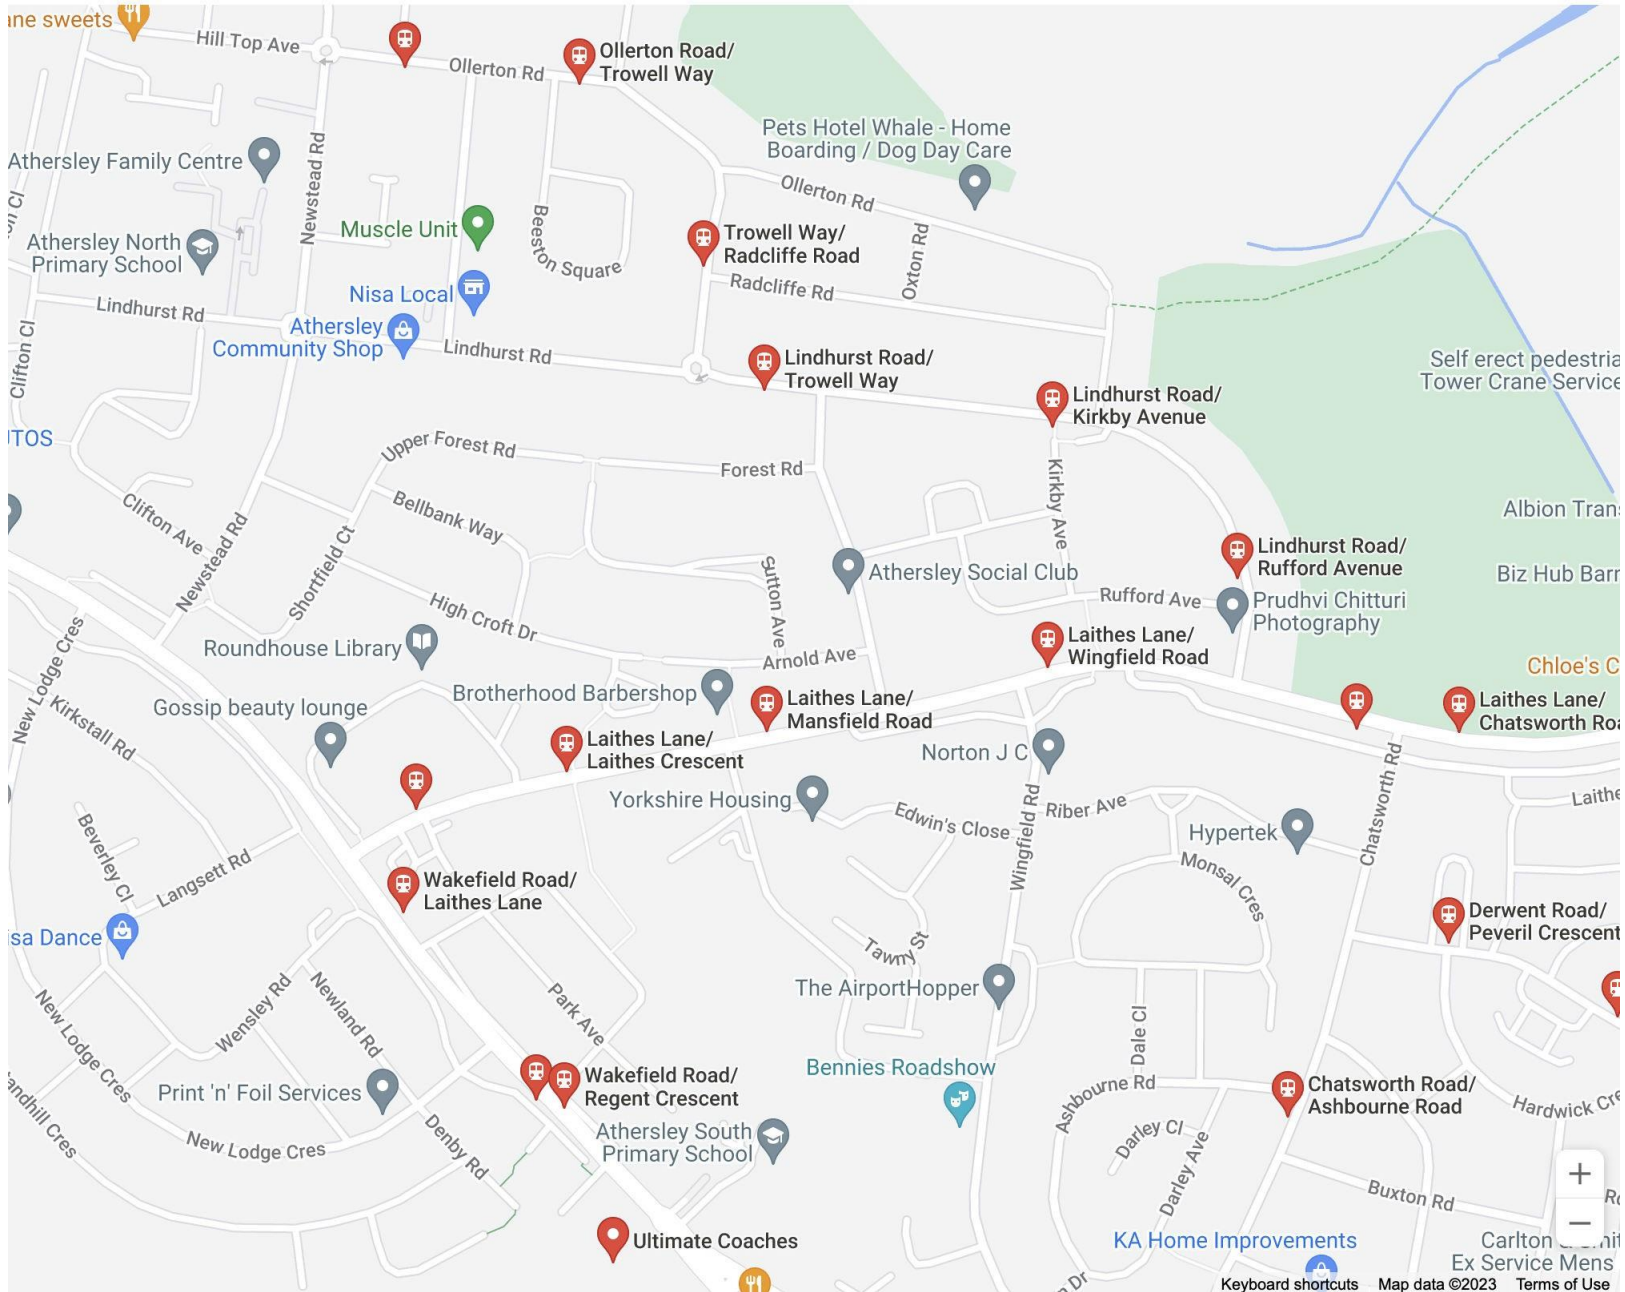 ane sweets
Hill Top Ave
Ollerton Rd
Ollerton Road/
Trowell Way
Pets Hotel Whale - Home
Boarding / Dog Day Care
Athersley Family Centre
Newstead Rd
Ollerton Rd
Muscle Unit
Beeston Square
Trowell Way/
Radcliffe Road
Oxton Rd
Athersley North
Primary School
Radcliffe Rd
Nisa Local
Lindhurst Rd
Athersley
Community Shop
Lindhurst Rd
Clifton Cl
Lindhurst Road/
Trowell Way
Lindhurst Road/
Kirkby Avenue
Self erect pedestria
Tower Crane Service
UTOS
Upper Forest Rd
Forest Rd
Kirkby Ave
Bellbank Way
Clifton Ave
Newstead Rd
Shortfield Ct
Albion Trans
Lindhurst Road/
Rufford Avenue
Athersley Social Club
Biz Hub Barn
Sutton Ave
High Croft Dr
Rufford Ave
Prudhvi Chitturi
Photography
New Lodge Cres
Roundhouse Library
Arnold Ave
Laithes Lane/
Wingfield Road
Chloe's C
Brotherhood Barbershop
Laithes Lane/
Mansfield Road
Laithes Lane/
Chatsworth Roa
Gossip beauty lounge
Kirkstall Rd
Laithes Lane/
Laithes Crescent
Norton J C
Yorkshire Housing
Edwin's Close
Riber Ave
Wingfield Rd
Chatsworth Rd
Laithe
Hypertek
Beverley Cl
Langsett Rd
Wakefield Road/
Laithes Lane
Monsal Cres
Derwent Road/
Peveril Crescent
isa Dance
Tawny St
The AirportHopper
Park Ave
Wensley Rd
Newland Rd
New Lodge Cres
Dale Cl
Bennies Roadshow
Wakefield Road/
Regent Crescent
Print 'n' Foil Services
Ashbourne Rd
Chatsworth Road/
Ashbourne Road
Hardwick Cre
tandhill Cres
New Lodge Cres
Denby Rd
Athersley South
Primary School
Darley Cl
Darley Ave
Buxton Rd
Ultimate Coaches
KA Home Improvements
Carlton
Ex Service Mens
Dr
Keyboard shortcuts Map data ©2023 Terms of Use